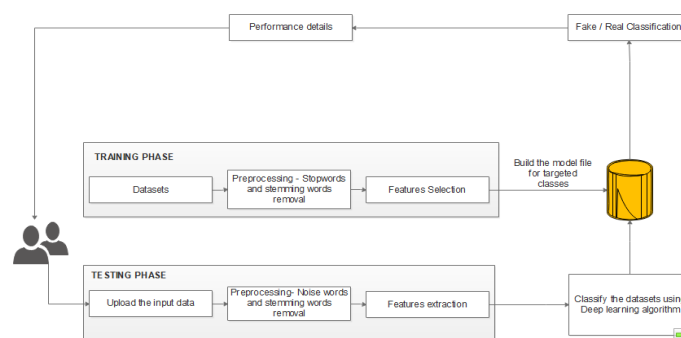 Performance details
Fake / Real Classification
TRAINING PHASE
Datasets
Preprocessing - Stopwords
and stemming words
removal
Features Selection
Build the model file
for targeted
classes
TESTING PHASE
Upload the input data
Preprocessing- Noise words
and stemming words
removal
Features extraction
Classify the datasets usin
Deep learning algorithm